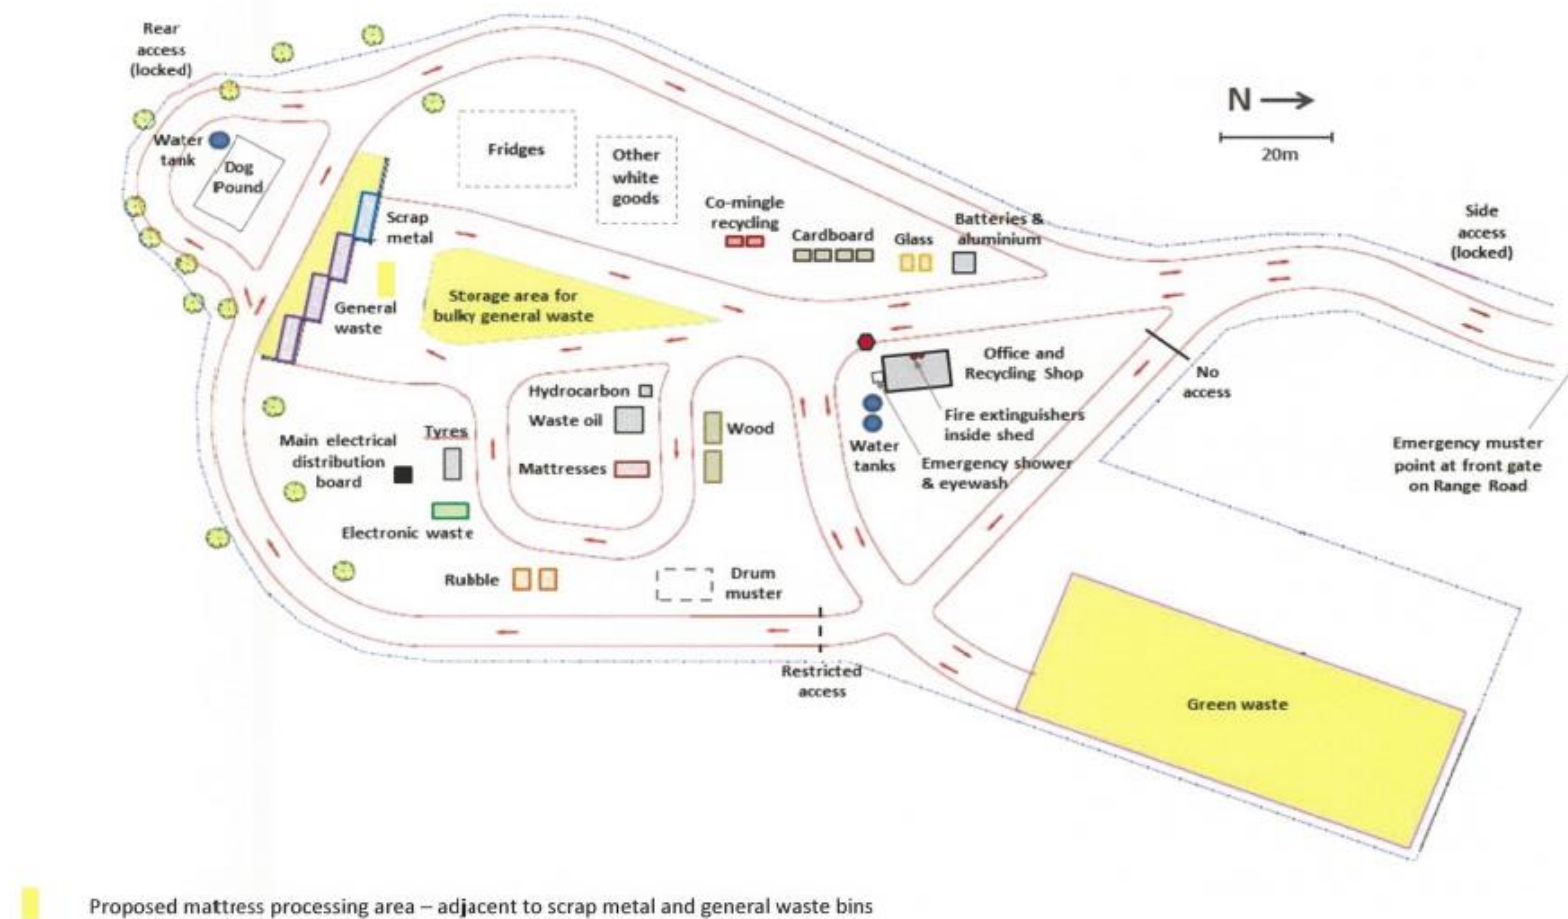 Rear
access
(locked)
N
20m
Water
tank
Dog
Pound
Fridges
Other
white
goods
Scrap
metal
Co-mingle
recycling
Cardboard
Glass
Batteries &
aluminium
Side
access
(locked)
General
waste
Storage area for
bulky general waste
Office and
Recycling Shop
No
access
Hydrocarbon
Waste oil
Mattresses
Wood
Water
tanks
Fire extinguishers
inside shed
Emergency shower
& eyewash
Emergency muster
point at front gate
on Range Road
Main electrical
distribution
board
Tyres
Electronic waste
Rubble
Drum
muster
Restricted
access
Green waste
Proposed mattress processing area – adjacent to scrap metal and general waste bins